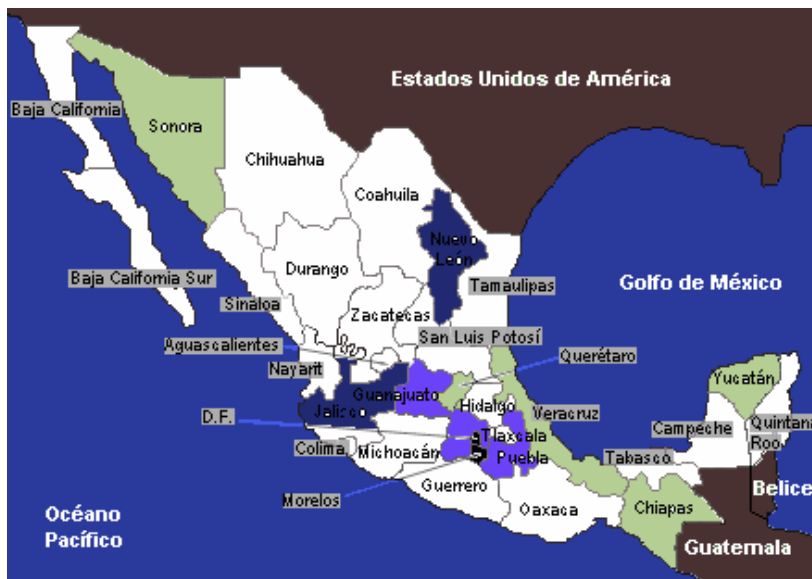 Estados Unidos de América
Baja California
Sonora
Chihuahua
Coahuila
Nuevo
León
Durango
Baja California Sur
Golfo de México
Tamaulipas
Sinaloa
Zacatecas
San Luis Potosí
Aguascalientes
Querétaro
Nayarit
Yucatán
Guanajuato
Hidalgo
Jalisco
D.F.
Veracruz
Campeche
Quintana
Roo
Tlaxcala
Colima
Michoacán
Puebla
Tabasco
Guerrero
Belice
Morelos
Oaxaca
Chiapas
Océano
Pacífico
Guatemala